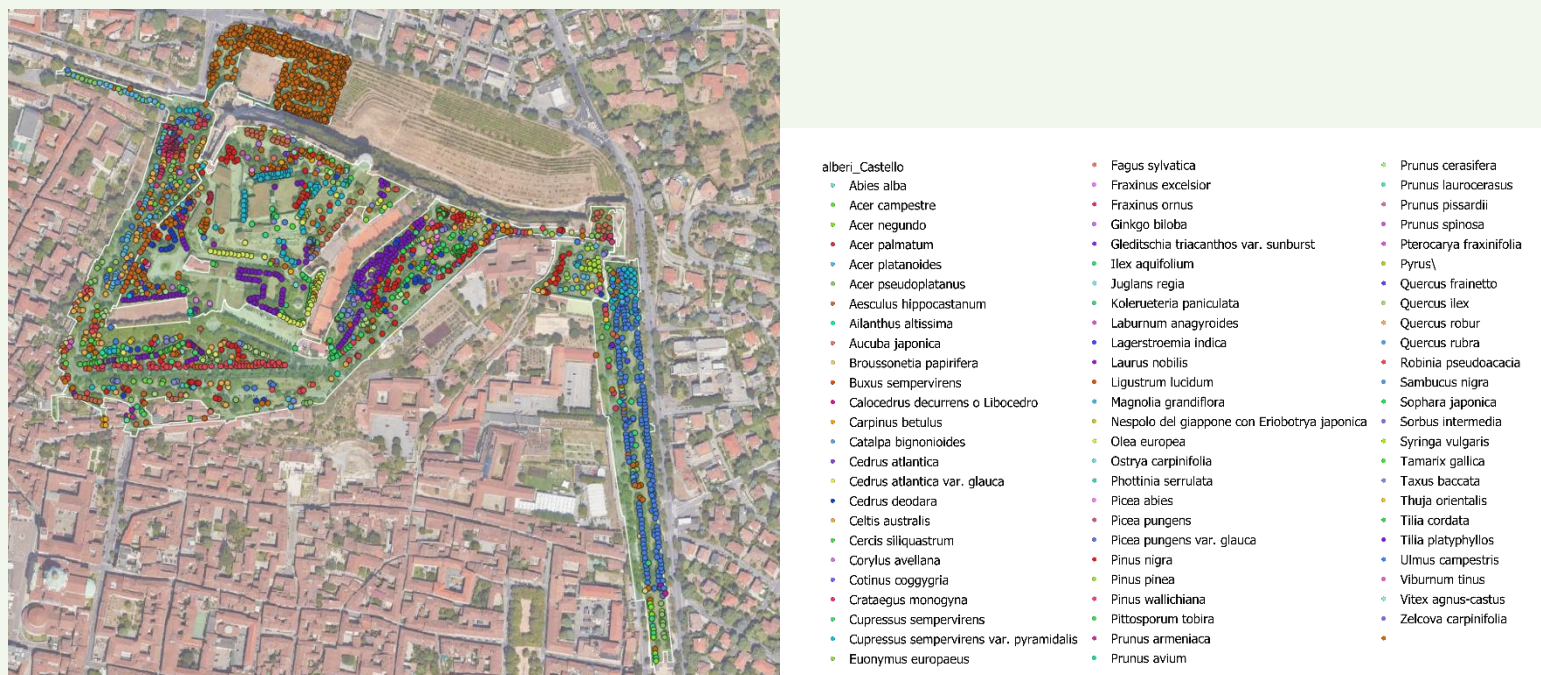 alberi_Castello
Abies alba
Acer campestre
Acer negundo
Acer palmatum
Acer platanoides
Acer pseudoplatanus
Aesculus hippocastanum
Ailanthus altissima
Aucuba japonica
Broussonetia papirifera
Buxus sempervirens
Calocedrus decurrens o Libocedro
Carpinus betulus
Catalpa bignonioides
Cedrus atlantica
Cedrus atlantica var. glauca
Cedrus deodara
Celtis australis
Cercis siliquastrum
Corylus avellana
Cotinus coggygria
Crataegus monogyna
Cupressus sempervirens
Cupressus sempervirens var. pyramidalis
Euonymus europaeus
Fagus sylvatica
Fraxinus excelsior
Fraxinus ornus
Ginkgo biloba
Gleditschia triacanthos var. sunburst
Ilex aquifolium
Juglans regia
Kolerueteria paniculata
Laburnum anagyroides
Lagerstroemia indica
Laurus nobilis
Ligustrum lucidum
Magnolia grandiflora
Nespolo del giappone con Eriobotrya japonica
Olea europea
Ostrya carpinifolia
Phottinia serrulata
Picea abies
Picea pungens
Picea pungens var. glauca
Pinus nigra
Pinus pinea
Pinus wallichiana
Pittosporum tobira
Prunus armeniaca
Prunus avium
Prunus cerasifera
Prunus laurocerasus
Prunus pissardii
Prunus spinosa
Pterocarya fraxinifolia
Pyrus\
Quercus frainetto
Quercus ilex
Quercus robur
Quercus rubra
Robinia pseudoacacia
Sambucus nigra
Sophara japonica
Sorbus intermedia
Syringa vulgaris
Tamarix gallica
Taxus baccata
Thuja orientalis
Tilia cordata
Tilia platyphyllos
Ulmus campestris
Viburnum tinus
Vitex agnus-castus
Zelcova carpinifolia